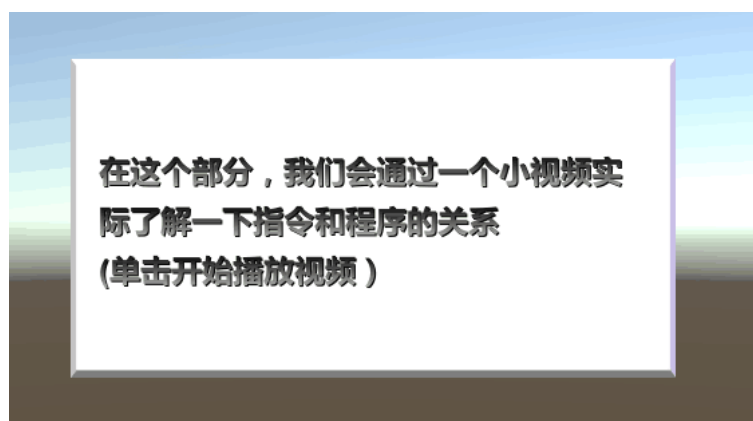 在这个部分，我们会通过一个小视频实
际了解一下指令和程序的关系
(单击开始播放视频）